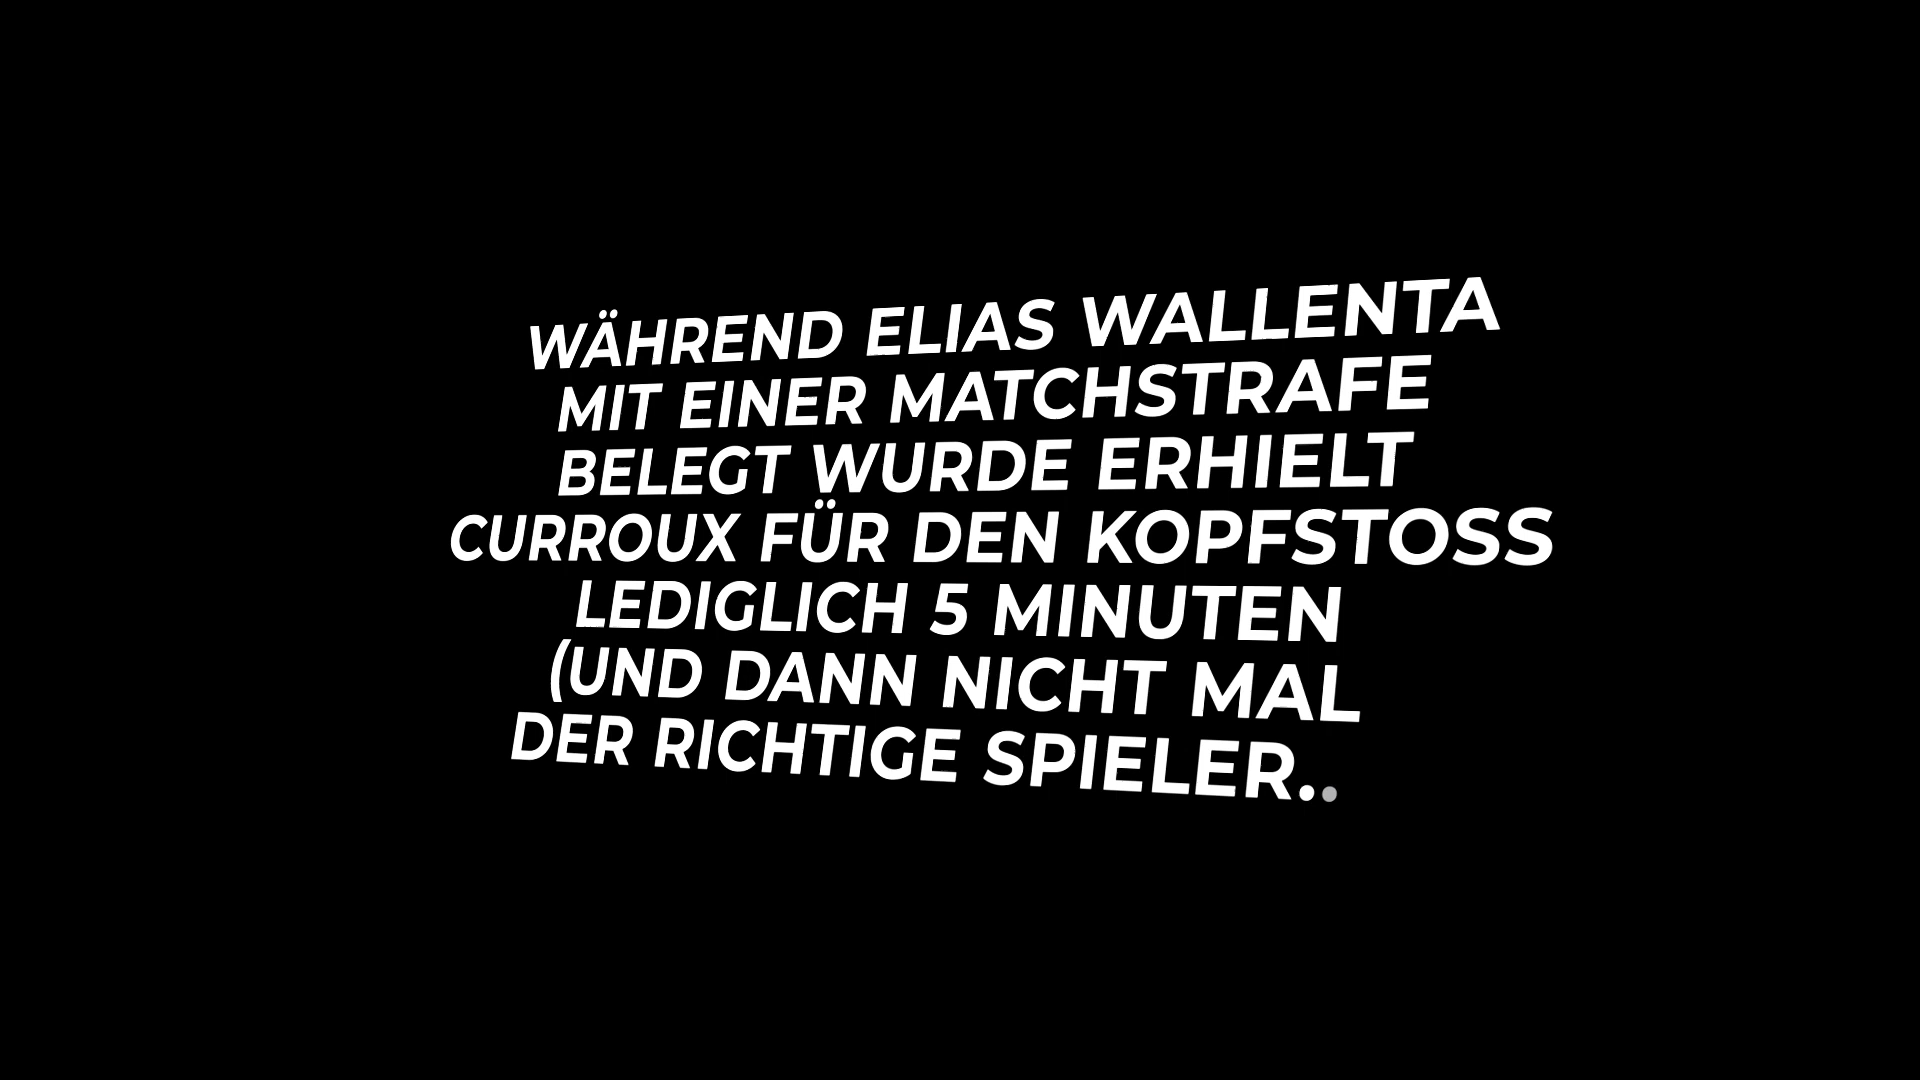 WÄHREND ELIAS WALLENTA
MIT EINER MATCHSTRAFE
BELEGT WURDE ERHIELT
CURROUX FÜR DEN KOPFSTOSS
LEDIGLICH 5 MINUTEN
(UND DANN NICHT MAL
DER RICHTIGE SPIELER..